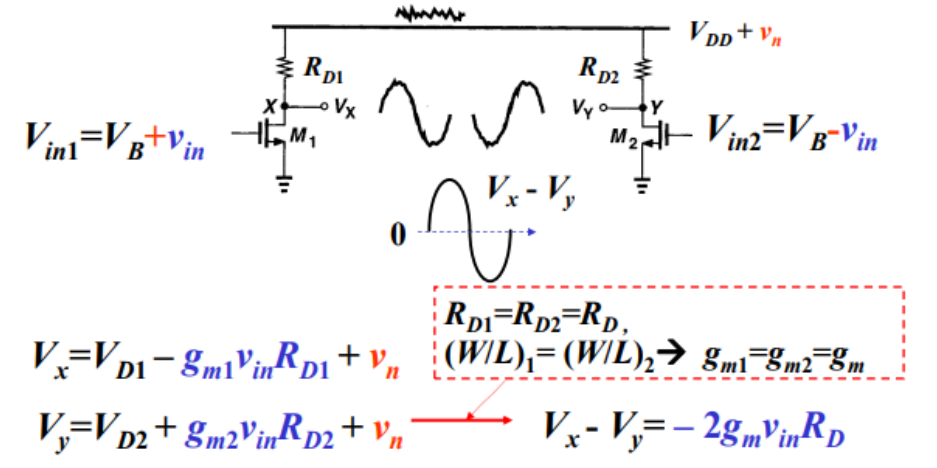 V_DD + v_n
R_D1
R_D2
X
V_X
V_Y
Y
V_in1=V_B+v_in
M_1
M_2
V_in2=V_B-v_in
V_x - V_y
0
R_D1=R_D2=R_D,
(W/L)_1= (W/L)_2→ g_m1=g_m2=g_m
V_x=V_D1 – g_m1v_inR_D1 + v_n
V_y=V_D2 + g_m2v_inR_D2 + v_n
V_x - V_y= – 2g_mv_inR_D